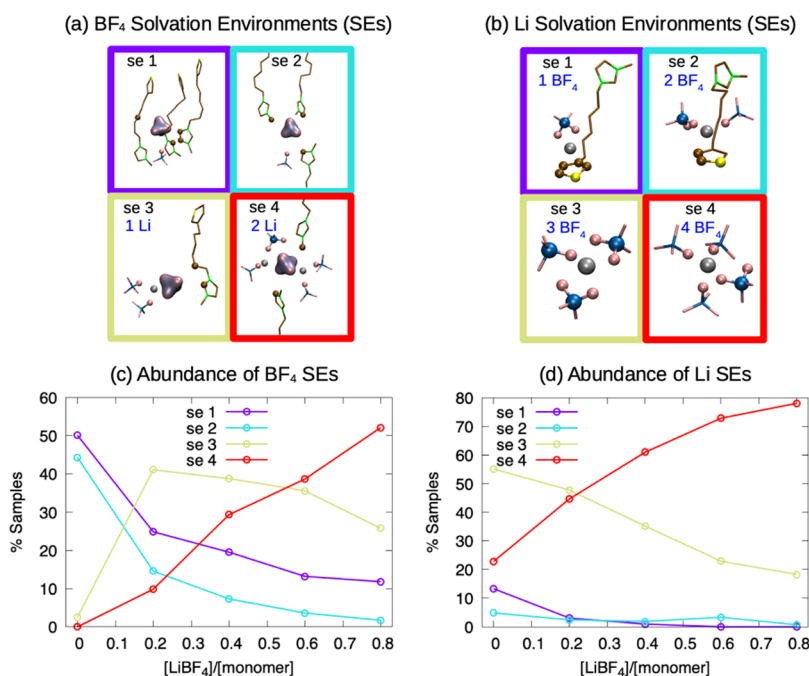 (a) BF₄ Solvation Environments (SEs)
se 1
se 2
se 3
1 Li
se 4
2 Li
(b) Li Solvation Environments (SEs)
se 1
1 BF₄
se 2
2 BF₄
se 3
3 BF₄
se 4
4 BF₄
(c) Abundance of BF₄ SEs
60
50
40
30
20
10
0
% Samples
se 1
se 2
se 3
se 4
0 0.1 0.2 0.3 0.4 0.5 0.6 0.7 0.8
[LiBF₄]/[monomer]
(d) Abundance of Li SEs
80
70
60
50
40
30
20
10
0
% Samples
se 1
se 2
se 3
se 4
0 0.1 0.2 0.3 0.4 0.5 0.6 0.7 0.8
[LiBF₄]/[monomer]